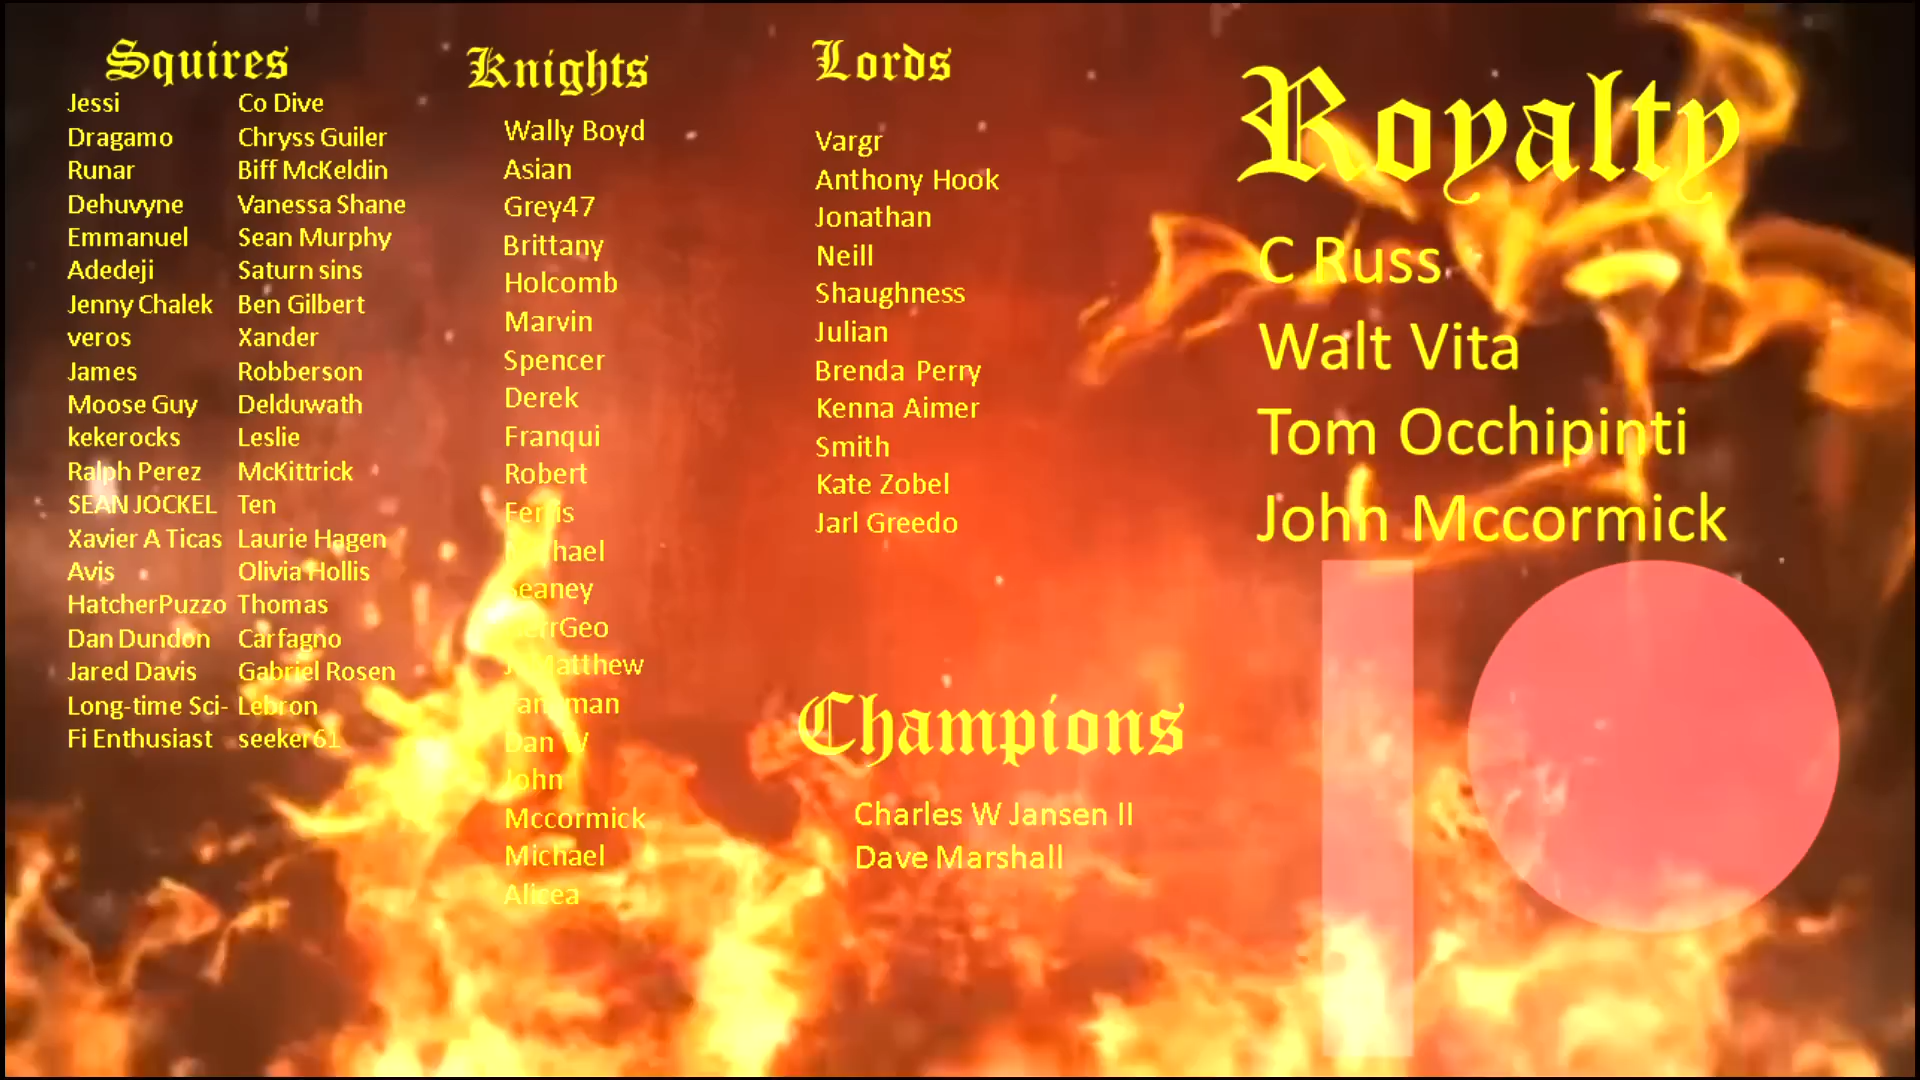 Squires
Jessi
Dragamo
Runar
Dehuvyne
Emmanuel
Adedeji
Jenny Chalek
veros
James
Moose Guy
kekerocks
Ralph Perez
SEAN JOCKEL
Xavier A Ticas
Avis
HatcherPuzzo
Dan Dundon
Jared Davis
Long-time Sci-
Fi Enthusiast
Co Dive
Chryss Guiler
Biff McKeldin
Vanessa Shane
Sean Murphy
Saturn sins
Ben Gilbert
Xander
Robberson
Delduwath
Leslie
McKittrick
Ten
Laurie Hagen
Olivia Hollis
Thomas
Carfagno
Gabriel Rosen
Lebron
seeker61
Knights
Wally Boyd
Asian
Grey47
Brittany
Holcomb
Marvin
Spencer
Derek
Franqui
Robert
Ferris
Michael
Matthew
Dan W
John
Mccormick
Michael
Alicea
Lords
Vargr
Anthony Hook
Jonathan
Neill
Shaughness
Julian
Brenda Perry
Kenna Aimer
Smith
Kate Zobel
Jarl Greedo
Champions
Charles W Jansen II
Dave Marshall
Royalty
C Russ
Walt Vita
Tom Occhipinti
John Mccormick